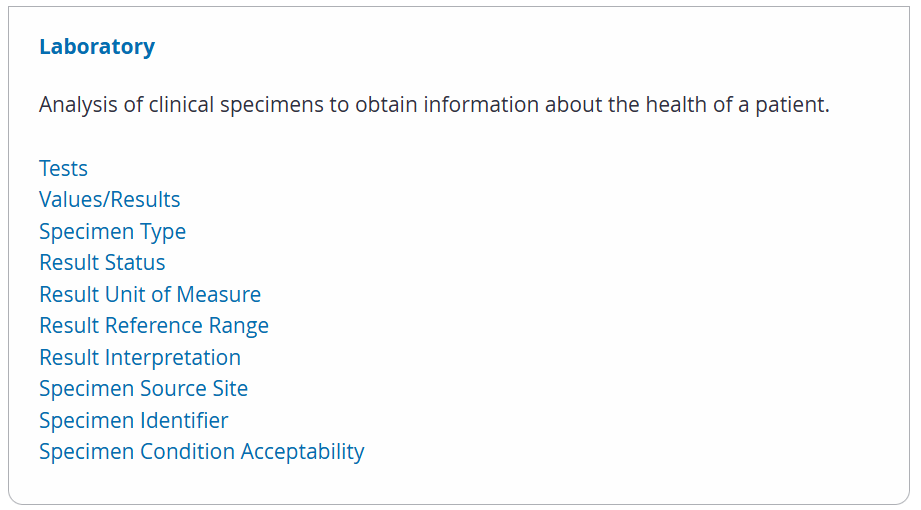 Laboratory
Analysis of clinical specimens to obtain information about the health of a patient.
Tests
Values/Results
Specimen Type
Result Status
Result Unit of Measure
Result Reference Range
Result Interpretation
Specimen Source Site
Specimen Identifier
Specimen Condition Acceptability